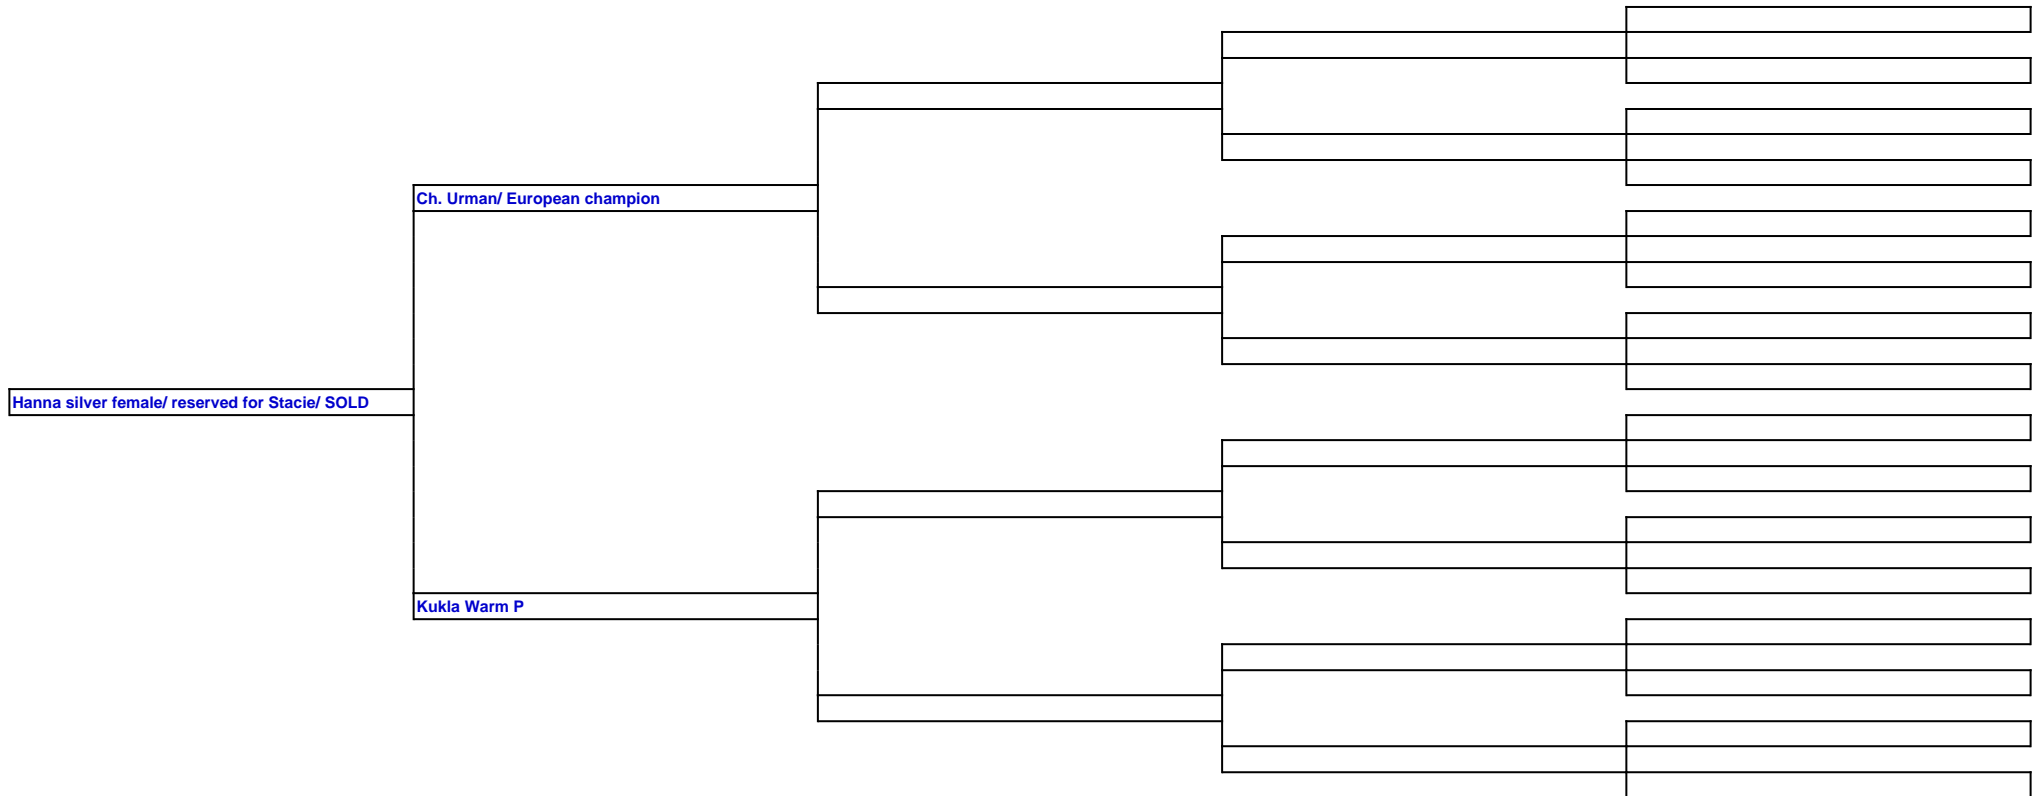 Ch. Urman/ European champion
Hanna silver female/ reserved for Stacie/ SOLD
Kukla Warm P